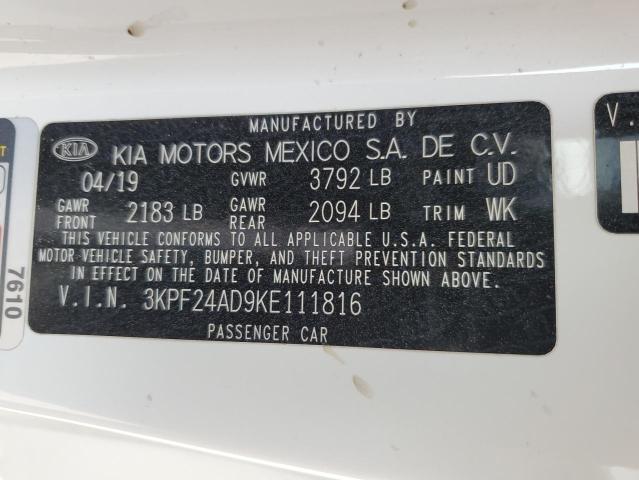 MANUFACTURED BY
KIA KIA MOTORS MEXICO S.A. DE C.V.
04/19 GVWR 3792 LB PAINT UD
GAWR FRONT 2183 LB GAWR REAR 2094 LB TRIM WK
THIS VEHICLE CONFORMS TO ALL APPLICABLE U.S.A. FEDERAL
MOTOR VEHICLE SAFETY, BUMPER, AND THEFT PREVENTION STANDARDS
IN EFFECT ON THE DATE OF MANUFACTURE SHOWN ABOVE.
V.I.N. 3KPF24AD9KE111816
PASSENGER CAR
7610
V.